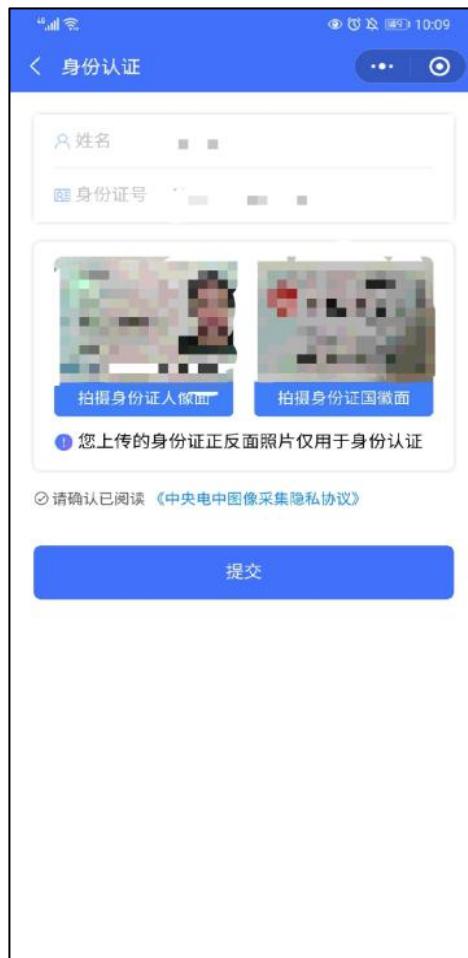 10:09
身份认证
姓名
身份证号
拍摄身份证人像面
拍摄身份证国徽面
您上传的身份证正反面照片仅用于身份认证
请确认已阅读 《中央电中图像采集隐私协议》
提交